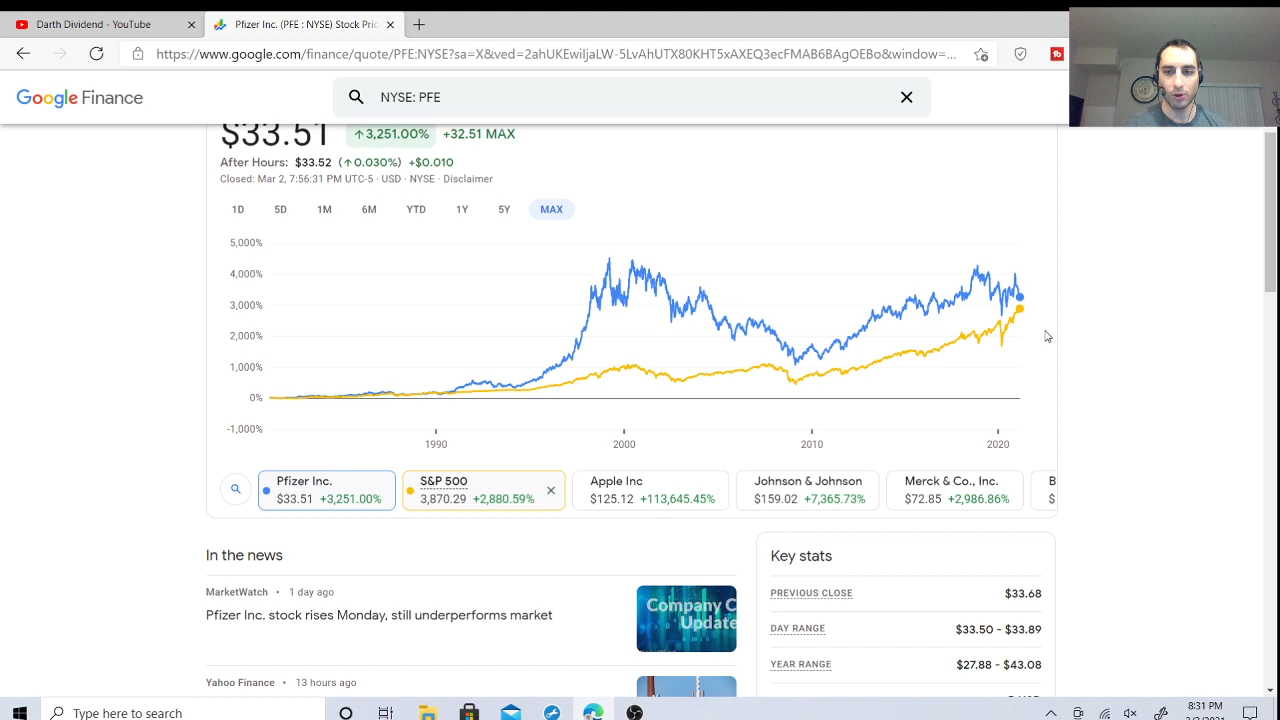 Darth Dividend - YouTube
Pfizer Inc. (PFE : NYSE) Stock Pric
https://www.google.com/finance/quote/PFE:NYSE?sa=X&ved=2ahUKEwiljaLW-5LvAhUTX80KHT5xAXEQ3ecFMAB6BAgOEBo&window=...
Google Finance
NYSE: PFE
$33.51 3,251.00% +32.51 MAX
After Hours: $33.52 (↑0.030%) +$0.010
Closed: Mar 2, 7:56:31 PM UTC-5 · USD · NYSE · Disclaimer
1D 5D 1M 6M YTD 1Y 5Y MAX
5,000%
4,000%
3,000%
2,000%
1,000%
0%
-1,000%
1990 2000 2010 2020
Pfizer Inc. S&P 500 Apple Inc Johnson & Johnson Merck & Co., Inc. B
$33.51 +3,251.00% 3,870.29 +2,880.59% $125.12 +113,645.45% $159.02 +7,365.73% $72.85 +2,986.86% $
In the news
MarketWatch • 1 day ago
Pfizer Inc. stock rises Monday, still underperforms market
Company C
Update
Yahoo Finance • 13 hours ago
Key stats
PREVIOUS CLOSE $33.68
DAY RANGE $33.50 - $33.89
YEAR RANGE $27.88 - $43.08
Type here to search
8:31 PM